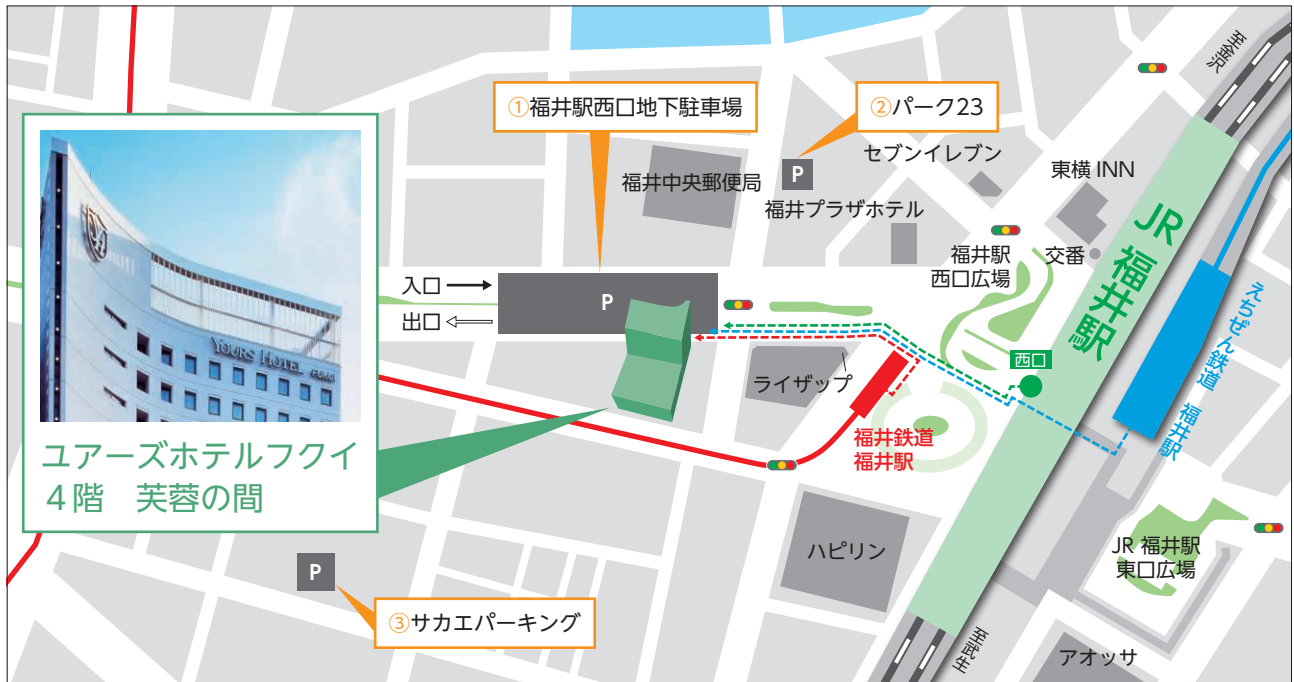 至金沢
①福井駅西口地下駐車場
②パーク23
セブンイレブン
東横 INN
福井中央郵便局
P
福井プラザホテル
JR 福井駅
福井駅
西口広場
交番
入口
出口
P
えちぜん鉄道 福井駅
YOURS HOTEL FUKUI
西口
ライザップ
福井鉄道
福井駅
ユアーズホテルフクイ
4階 芙蓉の間
ハピリン
JR 福井駅
東口広場
P
③サカエパーキング
至武生
アオッサ